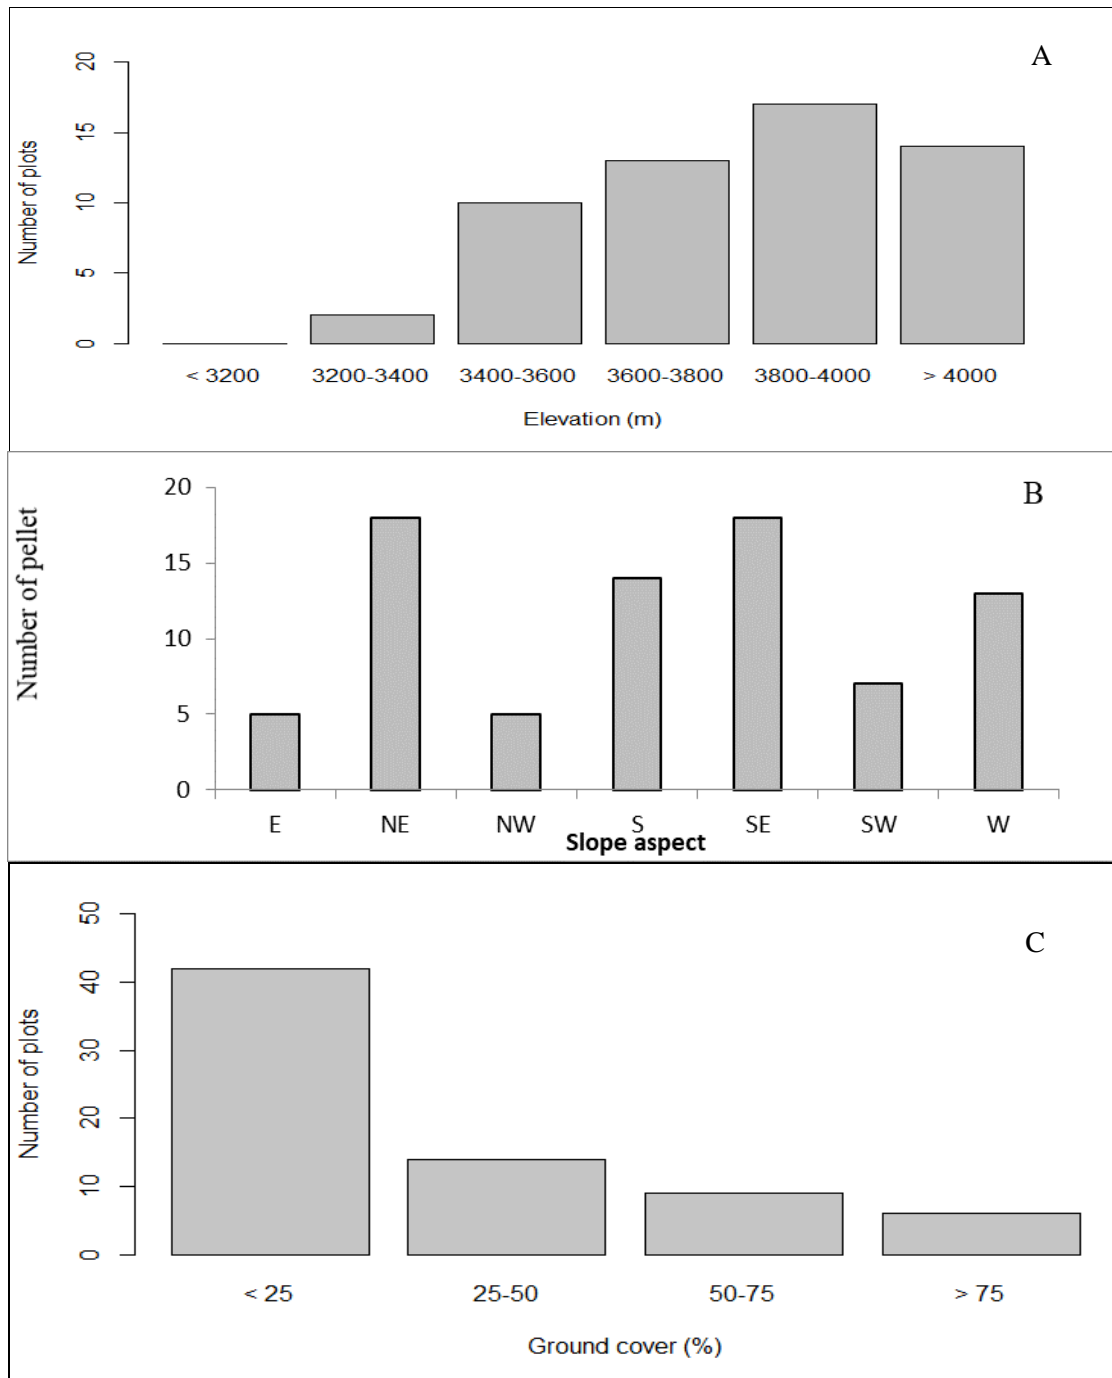 A
Number of plots
20
15
10
5
0
< 3200 3200-3400 3400-3600 3600-3800 3800-4000 > 4000
Elevation (m)
B
Number of pellet
20
15
10
5
0
E NE NW S SE SW W
Slope aspect
C
Number of plots
50
40
30
20
10
0
< 25 25-50 50-75 > 75
Ground cover (%)